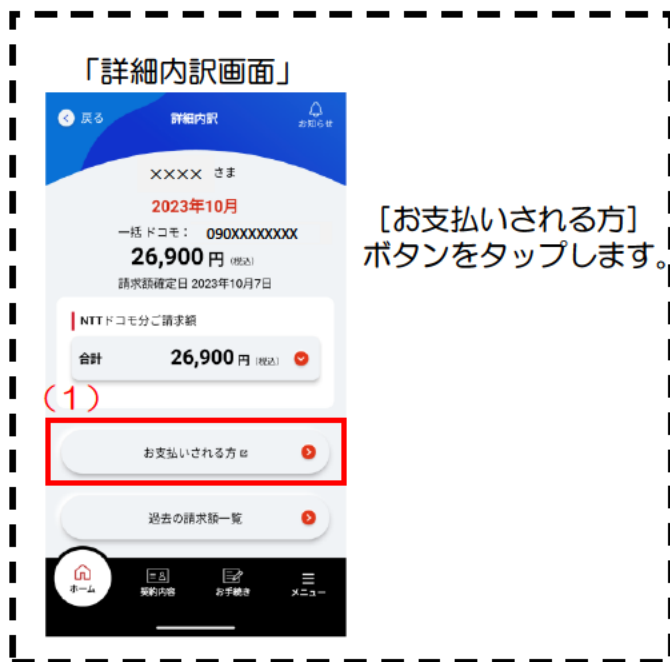 「詳細内訳画面」
戻る
詳細内訳
お知らせ
×××× さま
2023年10月
一括ドコモ： 090XXXXXXXX
26,900 円 (税込)
請求額確定日 2023年10月7日
NTTドコモ分ご請求額
合計 26,900 円 (税込)
（1）
お支払いされる方
過去の請求額一覧
ホーム
契約内容
お手続き
メニュー
［お支払いされる方］
ボタンをタップします。